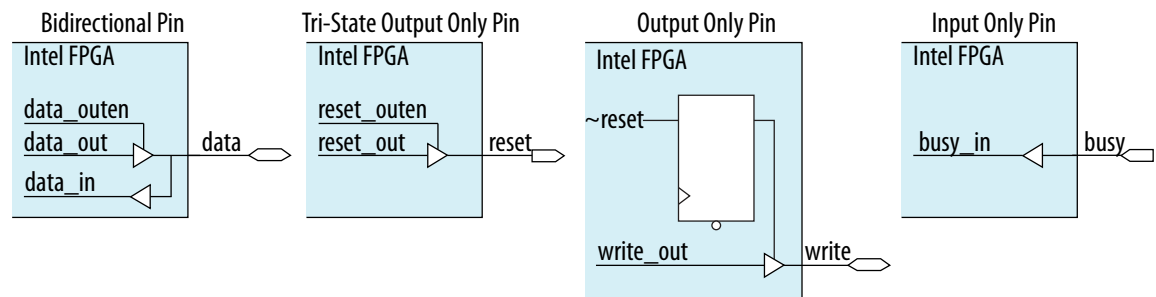 Bidirectional Pin
Intel FPGA
data_outen
data_out
data
data_in
Tri-State Output Only Pin
Intel FPGA
reset_outen
reset_out
reset
Output Only Pin
Intel FPGA
~reset
write_out
write
Input Only Pin
Intel FPGA
busy_in
busy